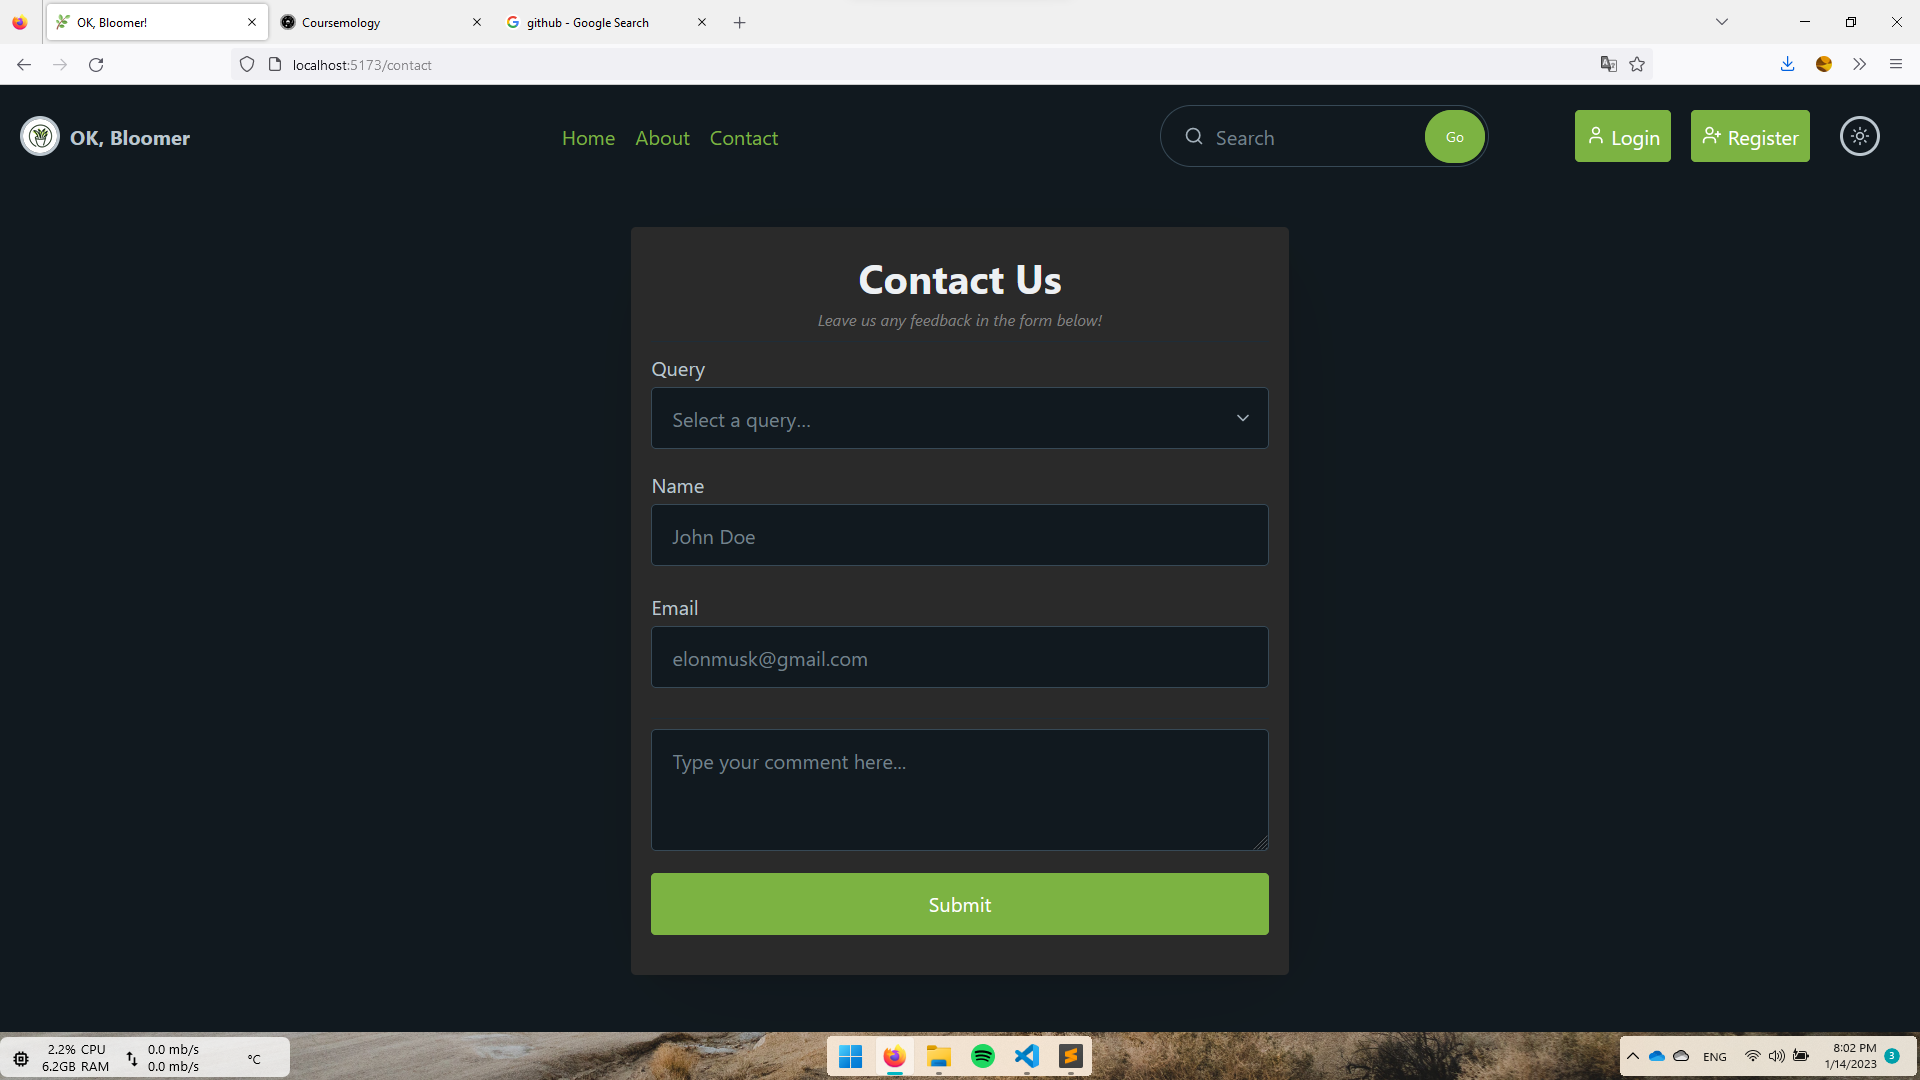 OK, Bloomer!
Coursemology
github - Google Search
localhost:5173/contact
OK, Bloomer
Home About Contact
Search
Go
Login
Register
Contact Us
Leave us any feedback in the form below!
Query
Select a query...
Name
John Doe
Email
elonmusk@gmail.com
Type your comment here...
Submit
2.2% CPU
6.2GB RAM
0.0 mb/s
0.0 mb/s
°C
ENG
8:02 PM
1/14/2023
3